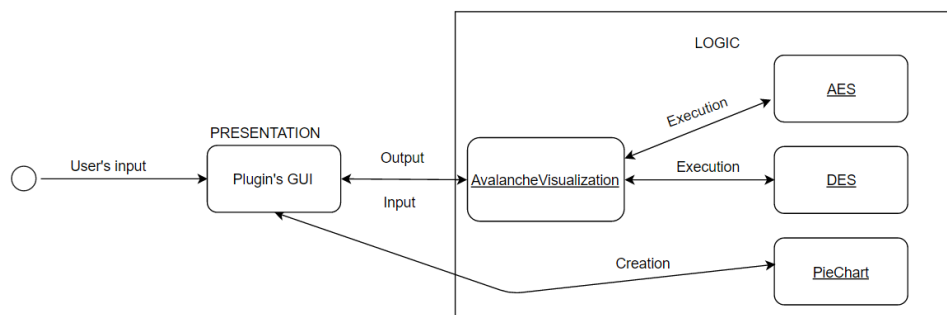 LOGIC
AES
Execution
PRESENTATION
User's input
Plugin's GUI
Output
Input
AvalancheVisualization
Execution
DES
Creation
PieChart